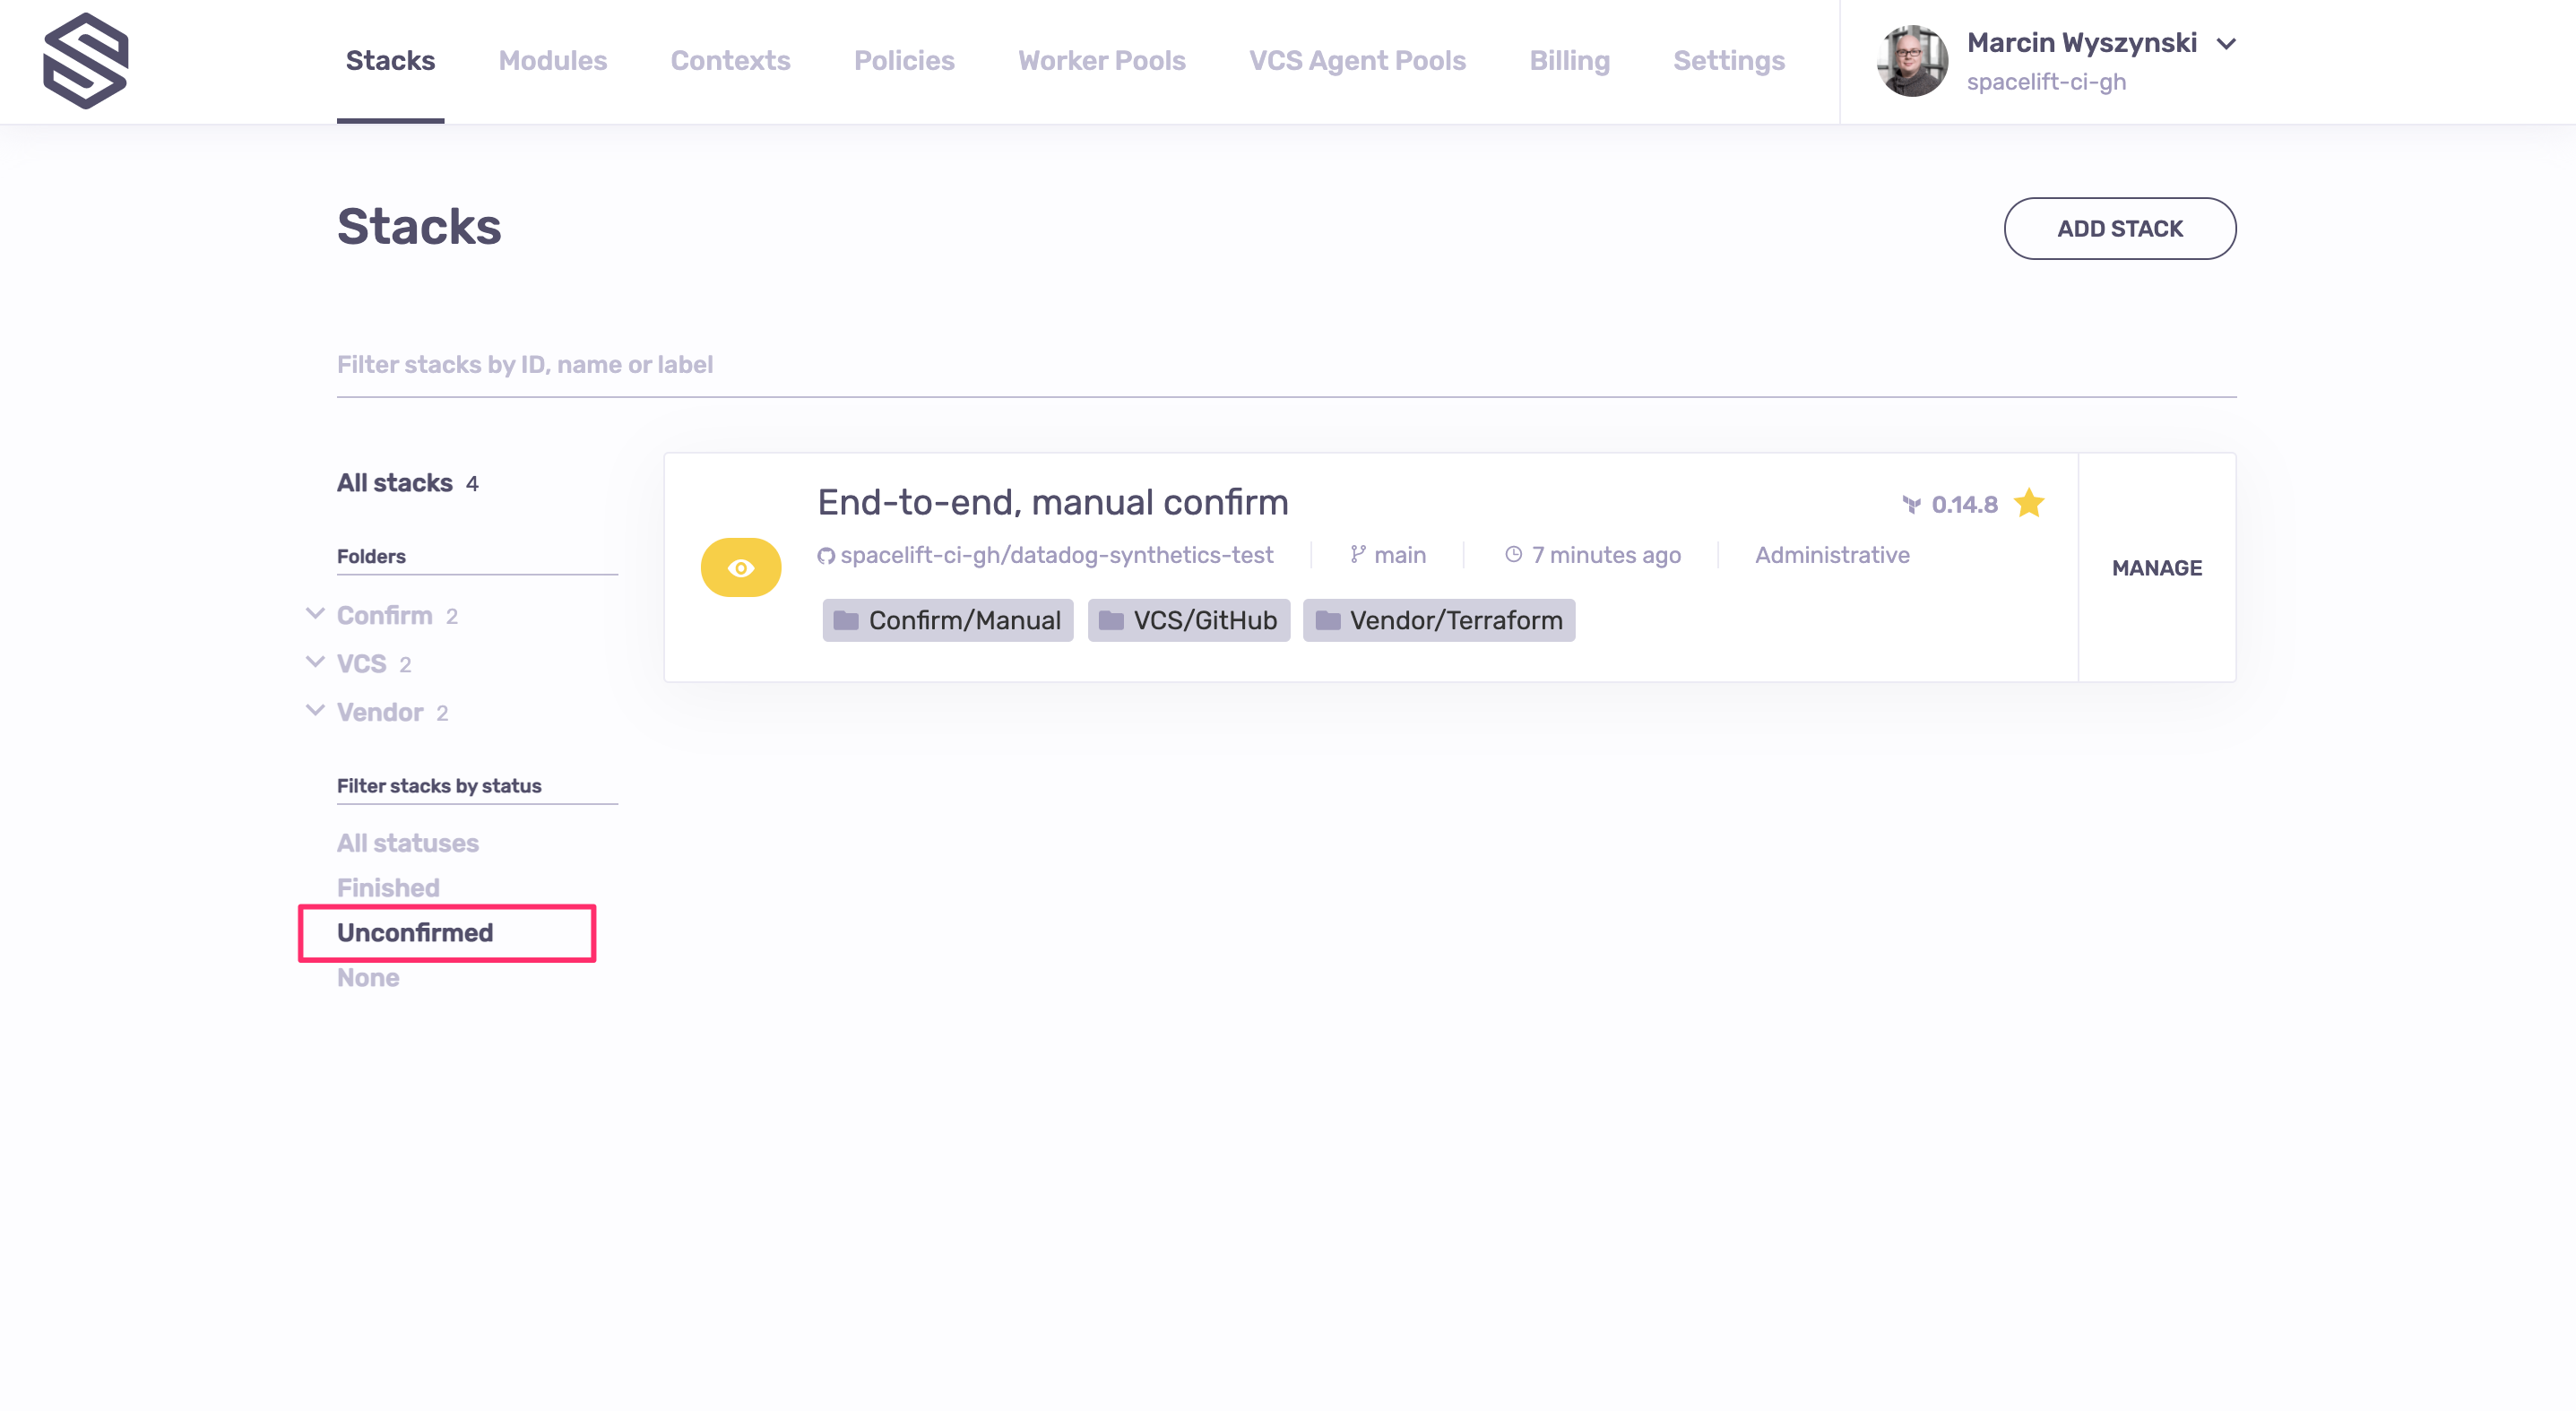 Stacks Modules Contexts Policies Worker Pools VCS Agent Pools Billing Settings
Marcin Wyszynski
spacelift-ci-gh
Stacks
ADD STACK
Filter stacks by ID, name or label
All stacks 4
Folders
Confirm 2
VCS 2
Vendor 2
Filter stacks by status
All statuses
Finished
Unconfirmed
None
End-to-end, manual confirm
0.14.8
spacelift-ci-gh/datadog-synthetics-test main 7 minutes ago Administrative
Confirm/Manual VCS/GitHub Vendor/Terraform
MANAGE